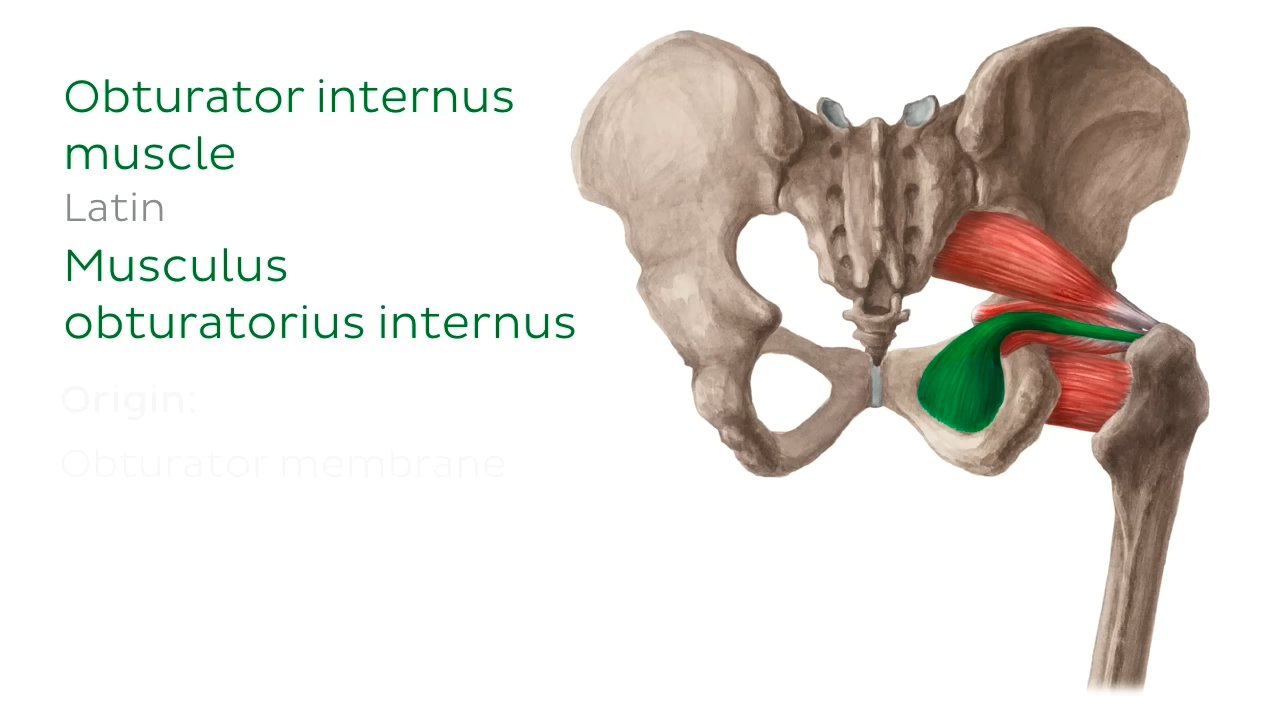 Obturator internus
muscle
Latin
Musculus
obturatorius internus
Origin:
Obturator membrane